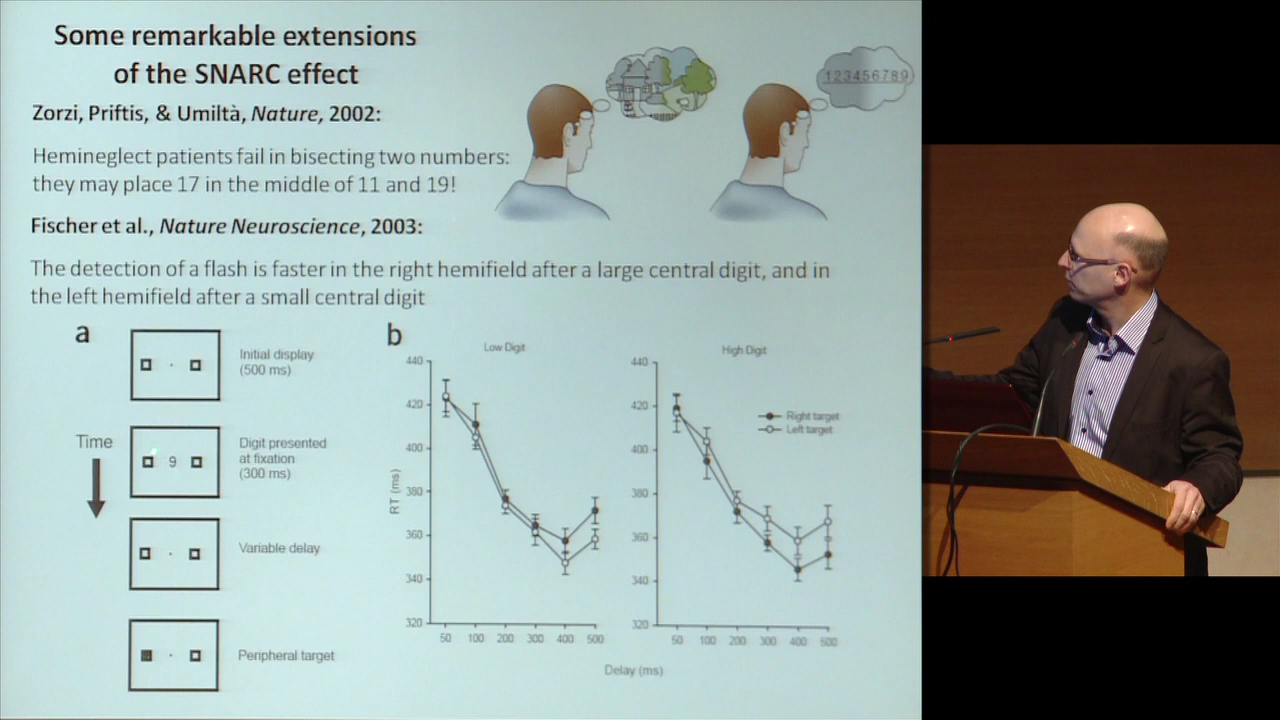 Some remarkable extensions
of the SNARC effect
Zorzi, Priftis, & Umiltà, Nature, 2002:
123456789
Hemineglect patients fail in bisecting two numbers:
they may place 17 in the middle of 11 and 19!
Fischer et al., Nature Neuroscience, 2003:
The detection of a flash is faster in the right hemifield after a large central digit, and in
the left hemifield after a small central digit
a
Initial display
(500 ms)
Time
9
Digit presented
at fixation
(300 ms)
Variable delay
Peripheral target
b
Low Digit
440
420
400
380
360
340
320
RT (ms)
50 100 200 300 400 500
High Digit
440
420
400
380
360
340
320
Right target
Left target
50 100 200 300 400 500
Delay (ms)